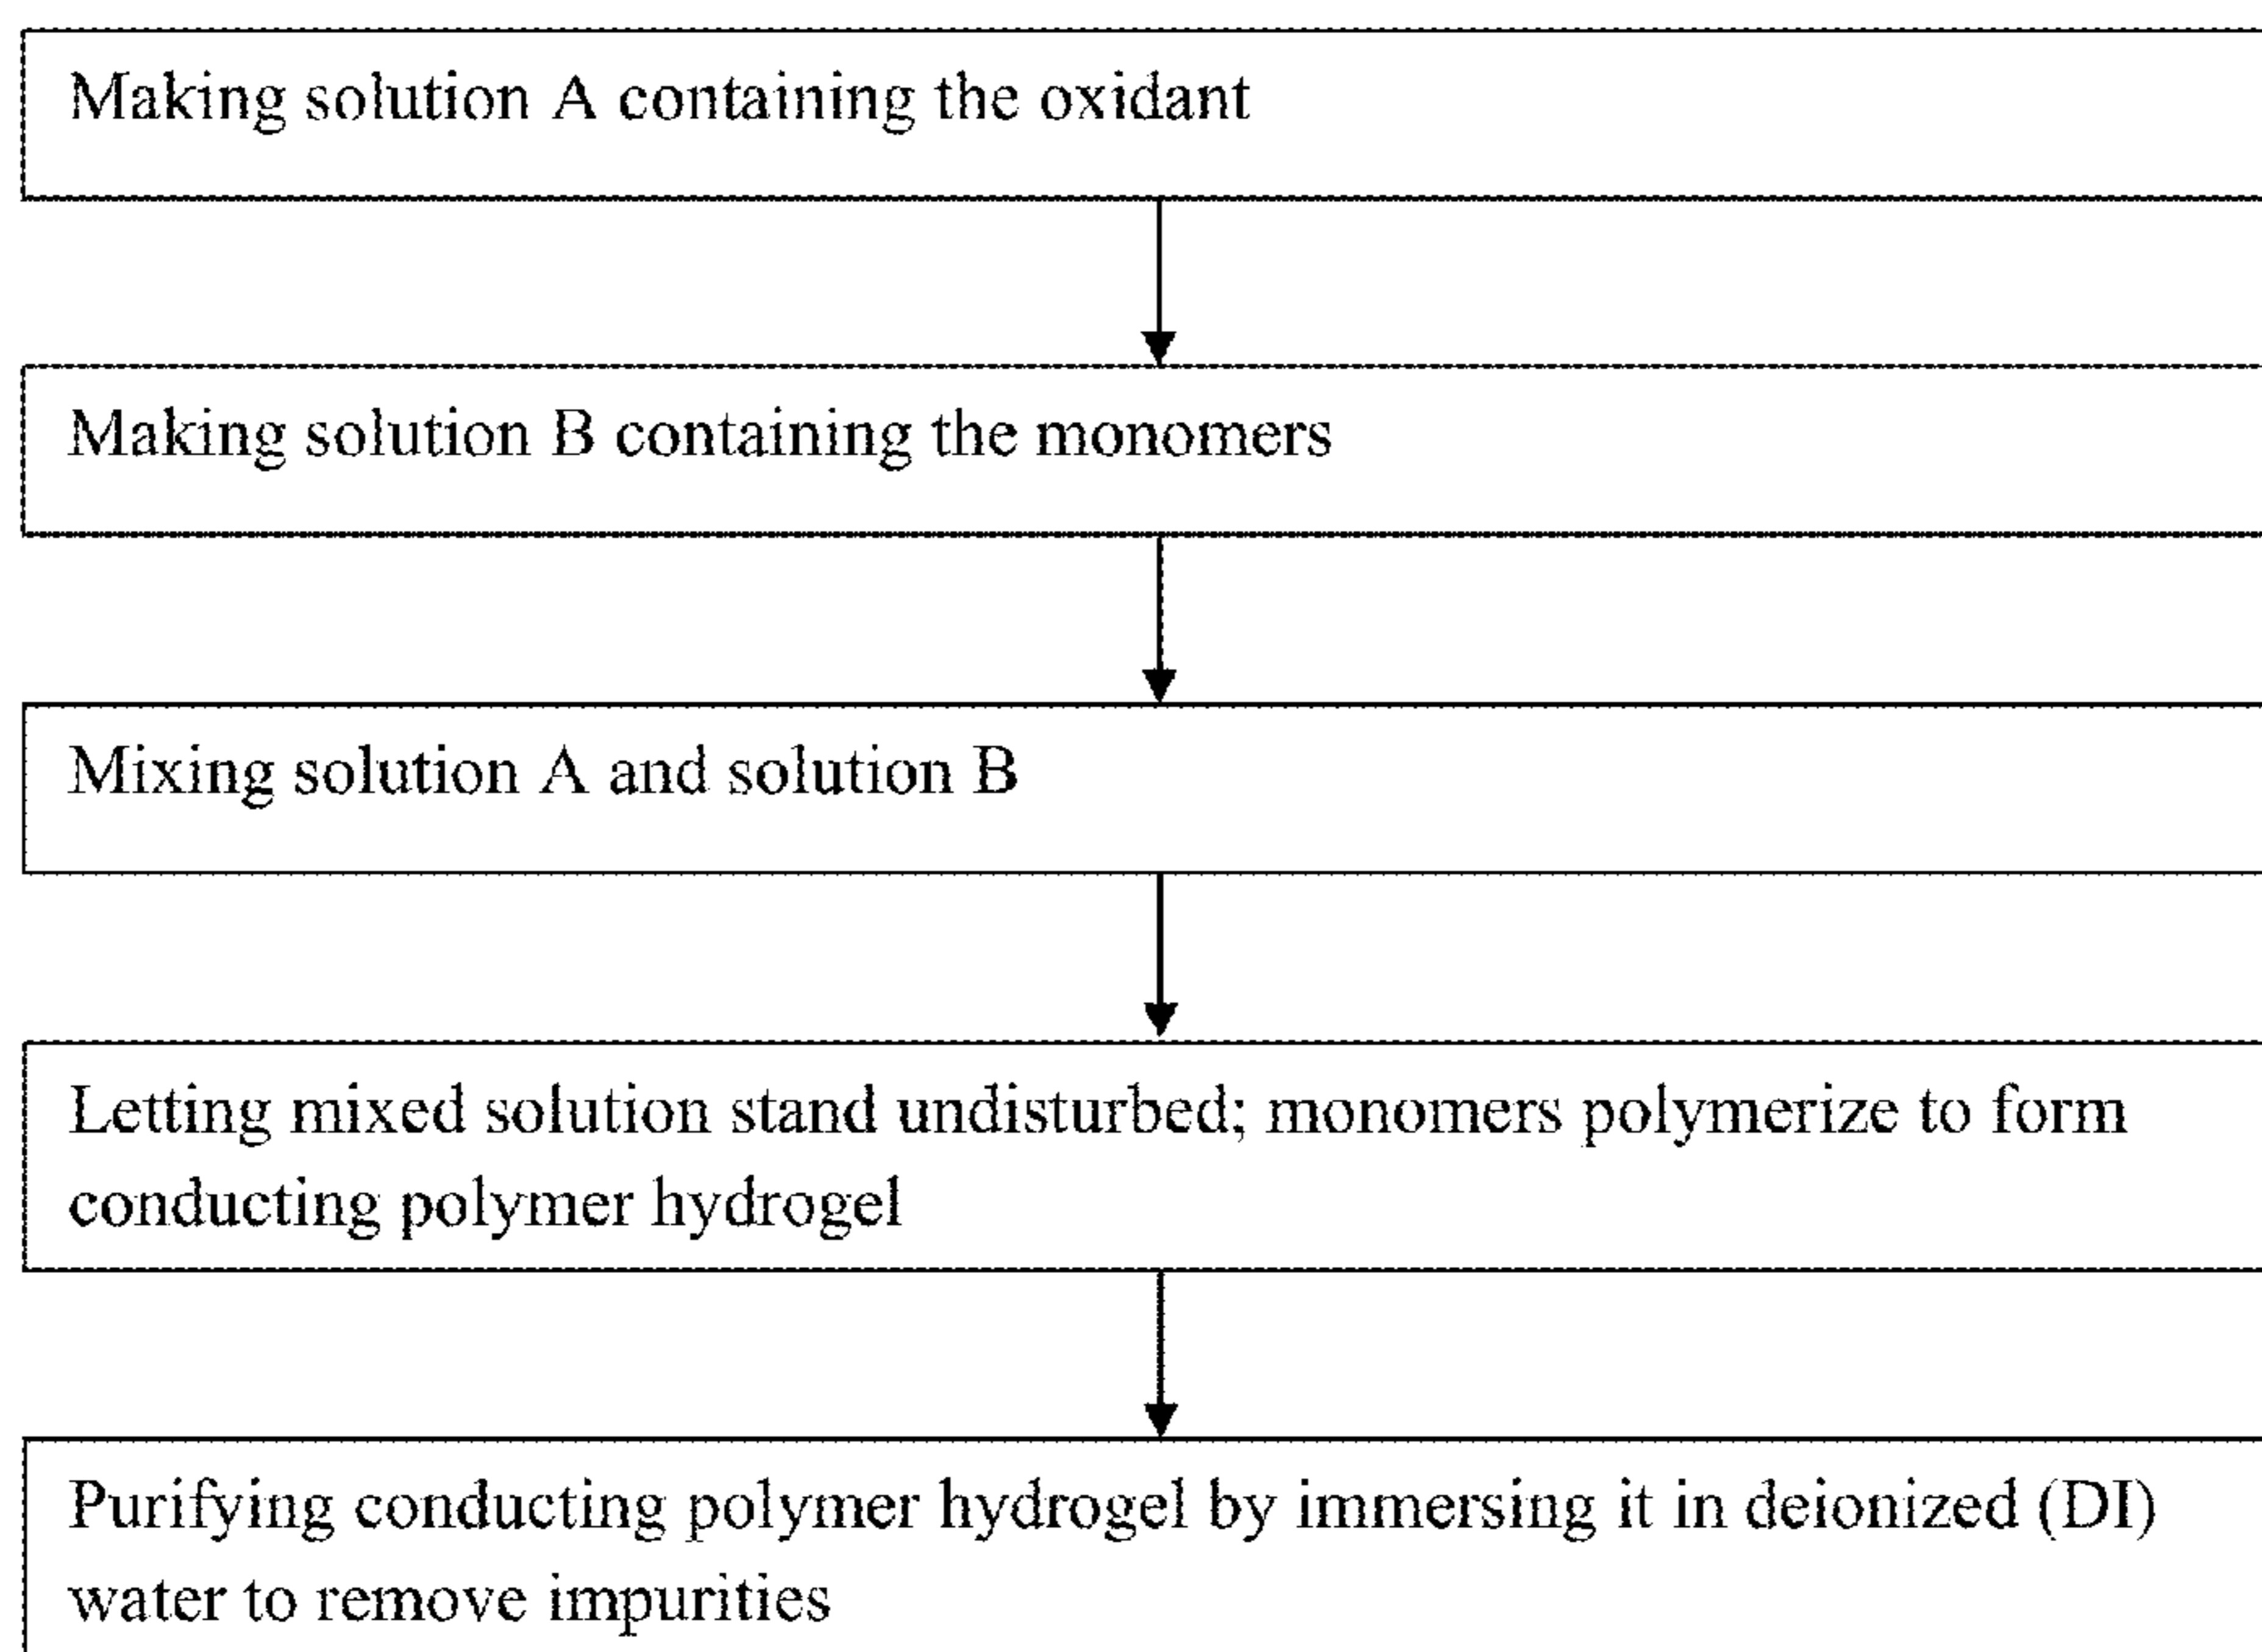 Making solution A containing the oxidant
Making solution B containing the monomers
Mixing solution A and solution B
Letting mixed solution stand undisturbed; monomers polymerize to form
conducting polymer hydrogel
Purifying conducting polymer hydrogel by immersing it in deionized (DI)
water to remove impurities